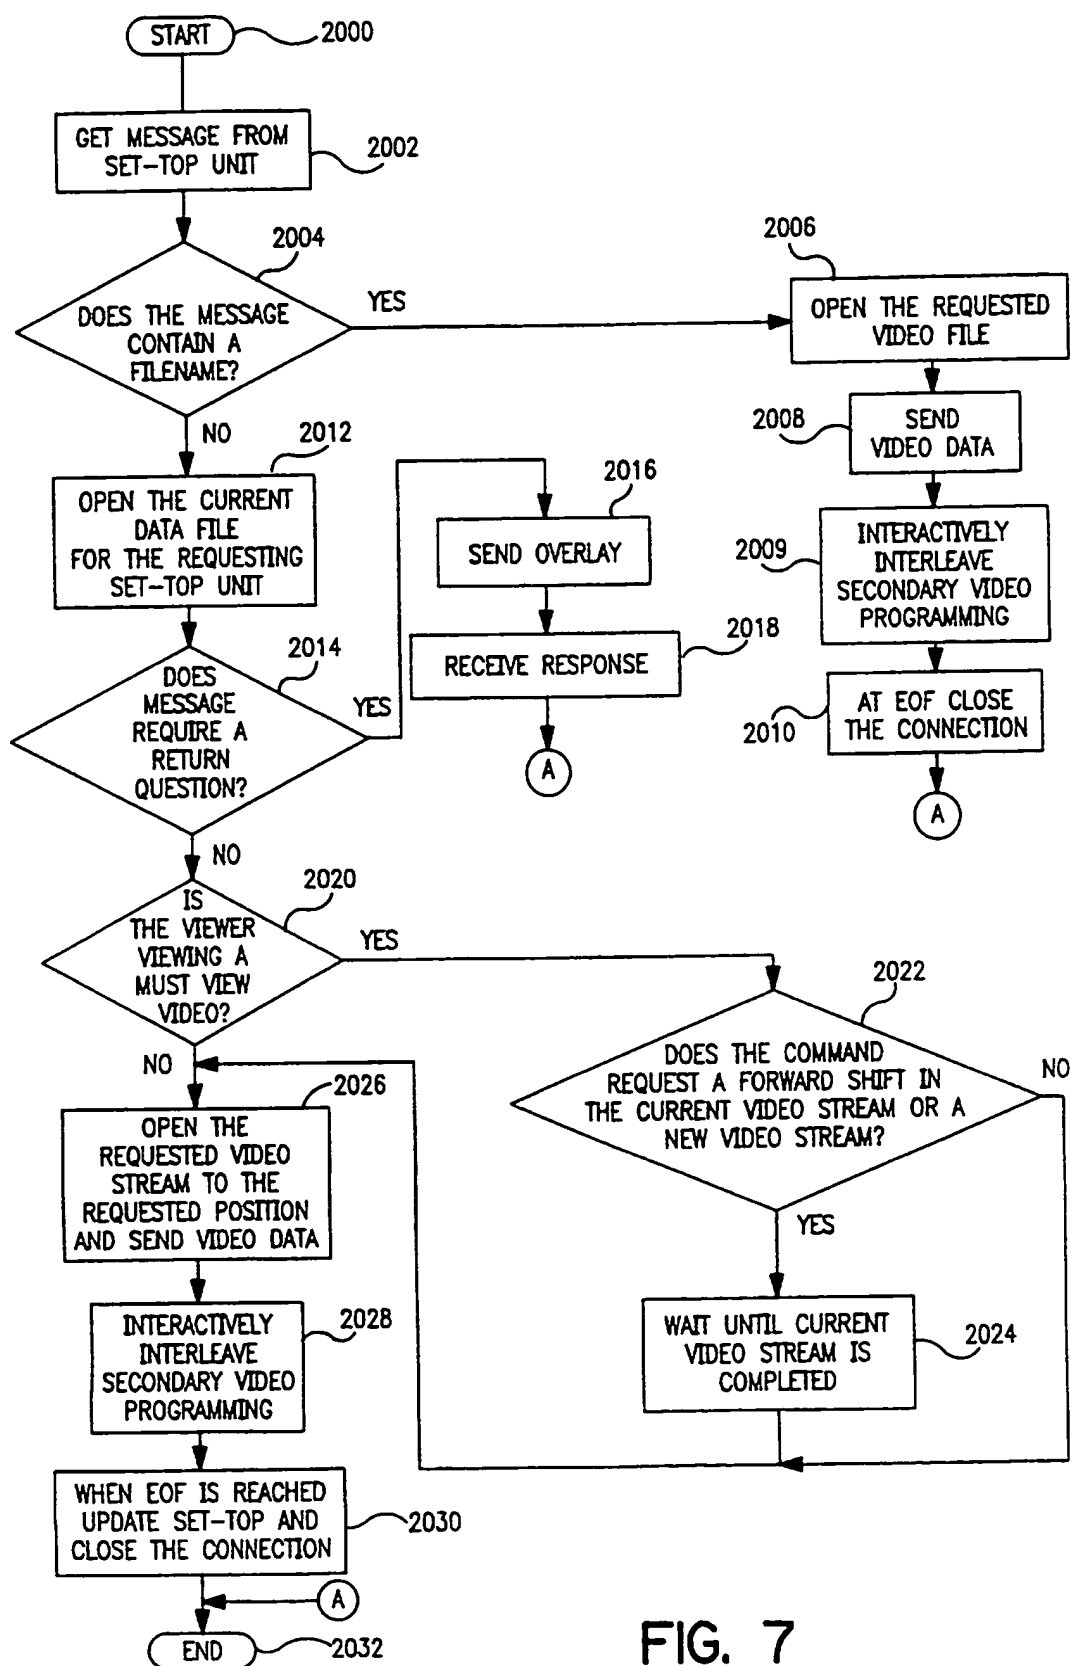 START
2000
GET MESSAGE FROM
SET-TOP UNIT
2002
2004
DOES THE MESSAGE
CONTAIN A
FILENAME?
YES
NO
2006
OPEN THE REQUESTED
VIDEO FILE
2008
SEND
VIDEO DATA
2009
INTERACTIVELY
INTERLEAVE
SECONDARY VIDEO
PROGRAMMING
2010
AT EOF CLOSE
THE CONNECTION
A
2012
OPEN THE CURRENT
DATA FILE
FOR THE REQUESTING
SET-TOP UNIT
2014
DOES
MESSAGE
REQUIRE A
RETURN
QUESTION?
YES
NO
2016
SEND OVERLAY
2018
RECEIVE RESPONSE
A
2020
IS
THE VIEWER
VIEWING A
MUST VIEW
VIDEO?
YES
NO
2022
DOES THE COMMAND
REQUEST A FORWARD SHIFT IN
THE CURRENT VIDEO STREAM OR A
NEW VIDEO STREAM?
NO
YES
WAIT UNTIL CURRENT
VIDEO STREAM IS
COMPLETED
2024
2026
OPEN THE
REQUESTED VIDEO
STREAM TO THE
REQUESTED POSITION
AND SEND VIDEO DATA
INTERACTIVELY
INTERLEAVE
SECONDARY VIDEO
PROGRAMMING
2028
WHEN EOF IS REACHED
UPDATE SET-TOP AND
CLOSE THE CONNECTION
2030
A
END
2032
FIG. 7